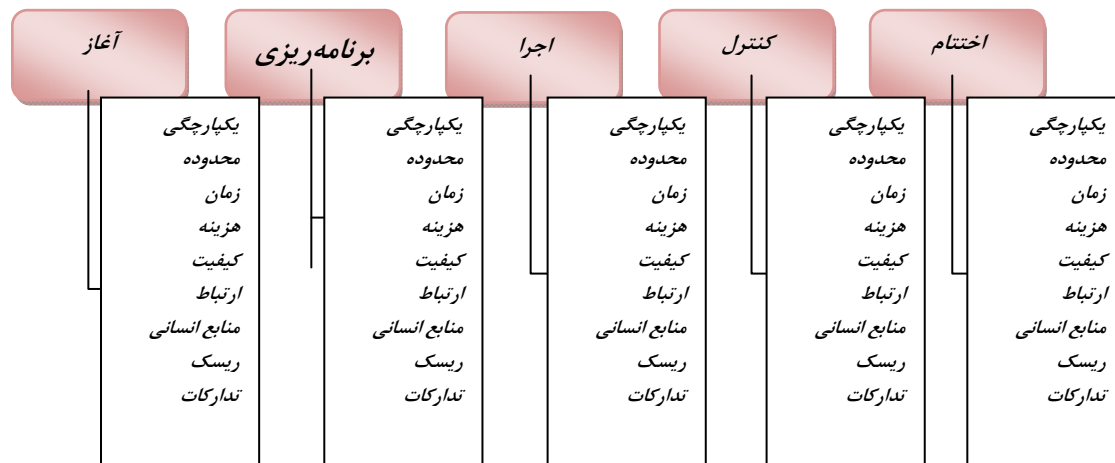 آغاز
یکپارچگی
محدوده
زمان
هزینه
کیفیت
ارتباط
منابع انسانی
ریسک
تدارکات
برنامه‌ریزی
یکپارچگی
محدوده
زمان
هزینه
کیفیت
ارتباط
منابع انسانی
ریسک
تدارکات
اجرا
یکپارچگی
محدوده
زمان
هزینه
کیفیت
ارتباط
منابع انسانی
ریسک
تدارکات
کنترل
یکپارچگی
محدوده
زمان
هزینه
کیفیت
ارتباط
منابع انسانی
ریسک
تدارکات
اختتام
یکپارچگی
محدوده
زمان
هزینه
کیفیت
ارتباط
منابع انسانی
ریسک
تدارکات